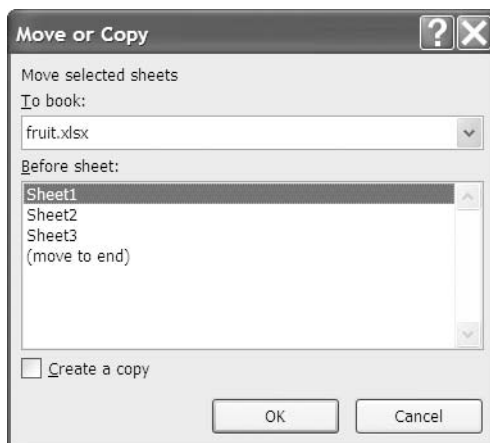 Move or Copy
Move selected sheets
To book:
fruit.xlsx
Before sheet:
Sheet1
Sheet2
Sheet3
(move to end)
Create a copy
OK Cancel